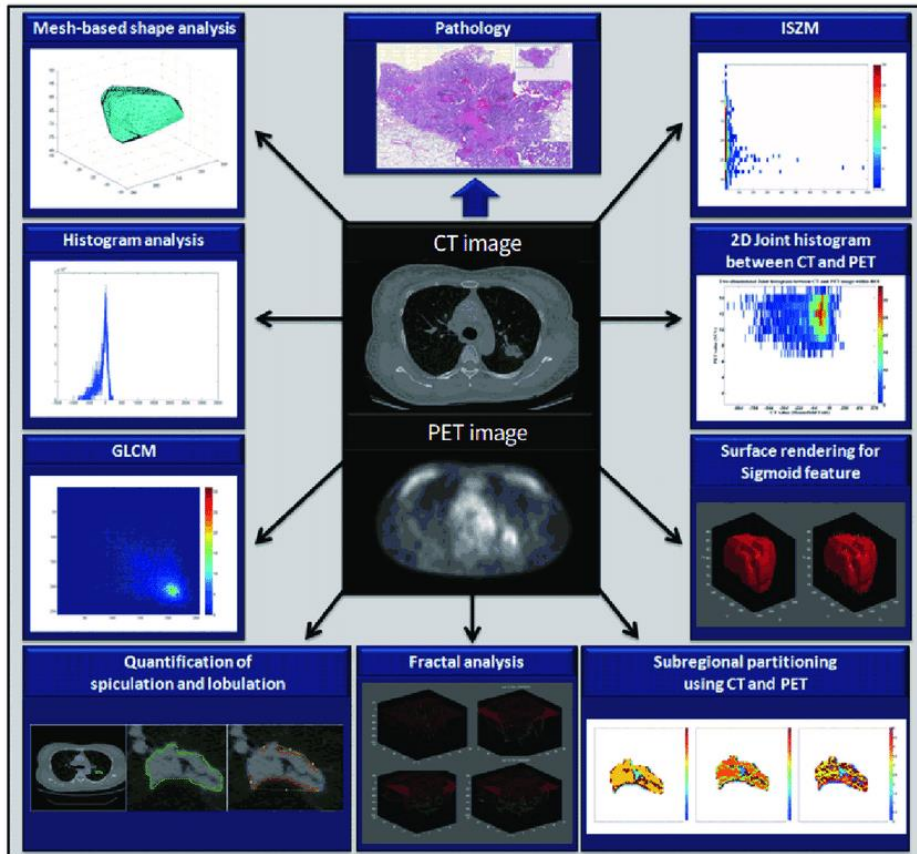 Mesh-based shape analysis
Pathology
ISZM
Histogram analysis
CT image
2D Joint histogram
between CT and PET
GLCM
PET image
Surface rendering for
Sigmoid feature
Quantification of
spiculation and lobulation
Fractal analysis
Subregional partitioning
using CT and PET